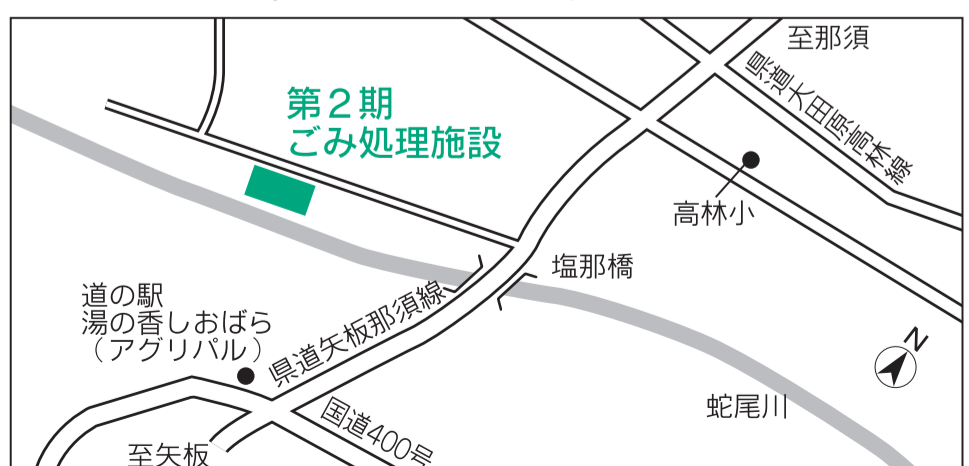 至那須
県道大田原高林線
第２期
ごみ処理施設
高林小
塩那橋
道の駅
湯の香しおばら
（アグリパル）
県道矢板那須線
N
蛇尾川
国道400号
至矢板